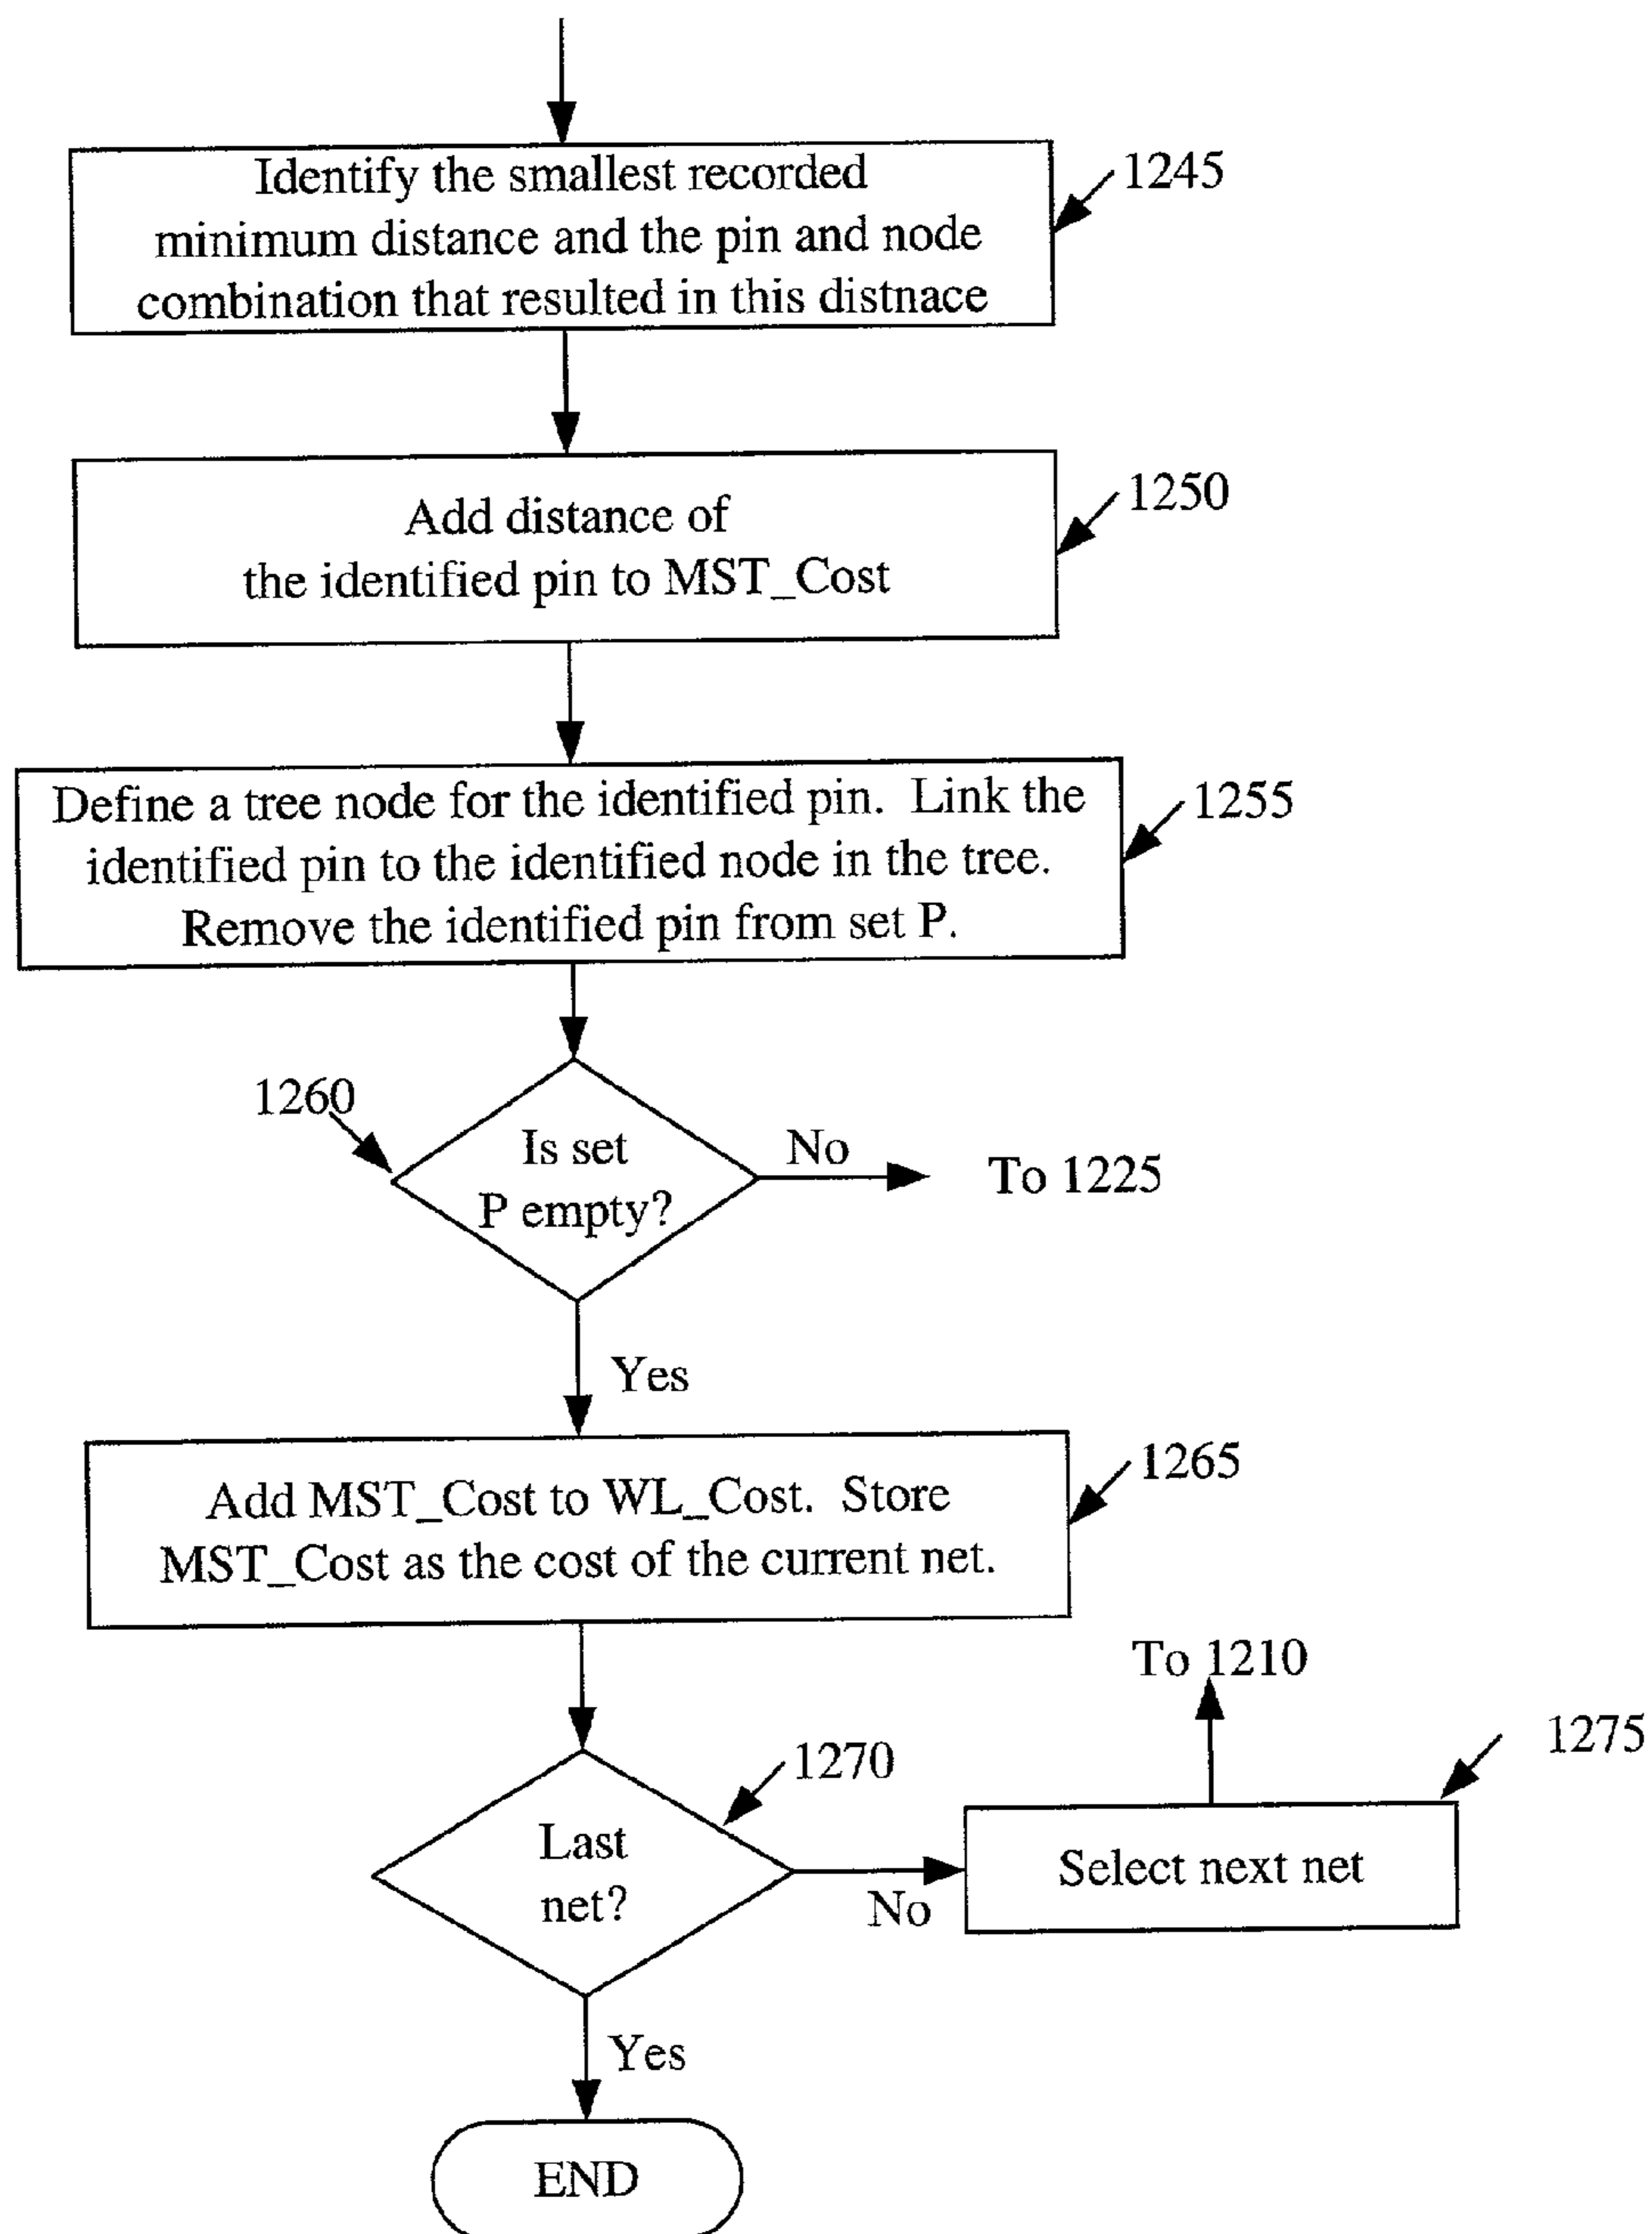 Identify the smallest recorded
minimum distance and the pin and node
combination that resulted in this distnace
1245
Add distance of
the identified pin to MST_Cost
1250
Define a tree node for the identified pin. Link the
identified pin to the identified node in the tree.
Remove the identified pin from set P.
1255
1260
Is set
P empty?
No
To 1225
Yes
Add MST_Cost to WL_Cost. Store
MST_Cost as the cost of the current net.
1265
To 1210
1275
1270
Last
net?
No
Select next net
Yes
END